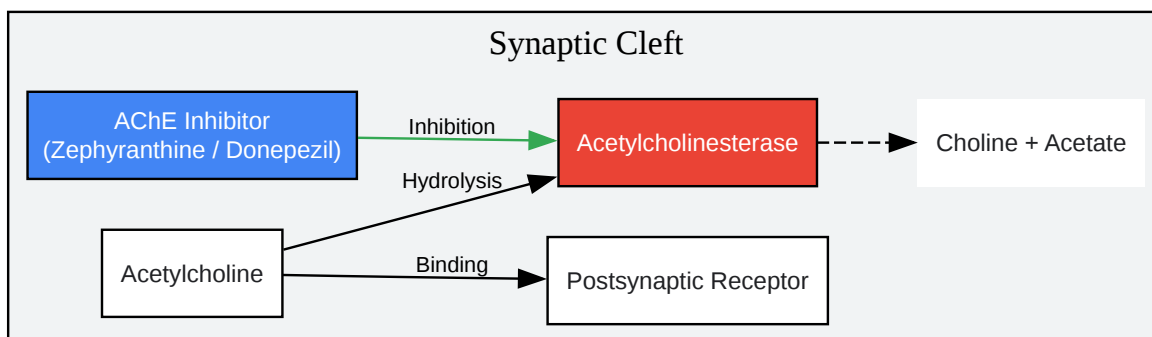 Synaptic Cleft
AChE Inhibitor
(Zephyranthine / Donepezil)
Inhibition
Acetylcholinesterase
Choline + Acetate
Hydrolysis
Acetylcholine
Binding
Postsynaptic Receptor